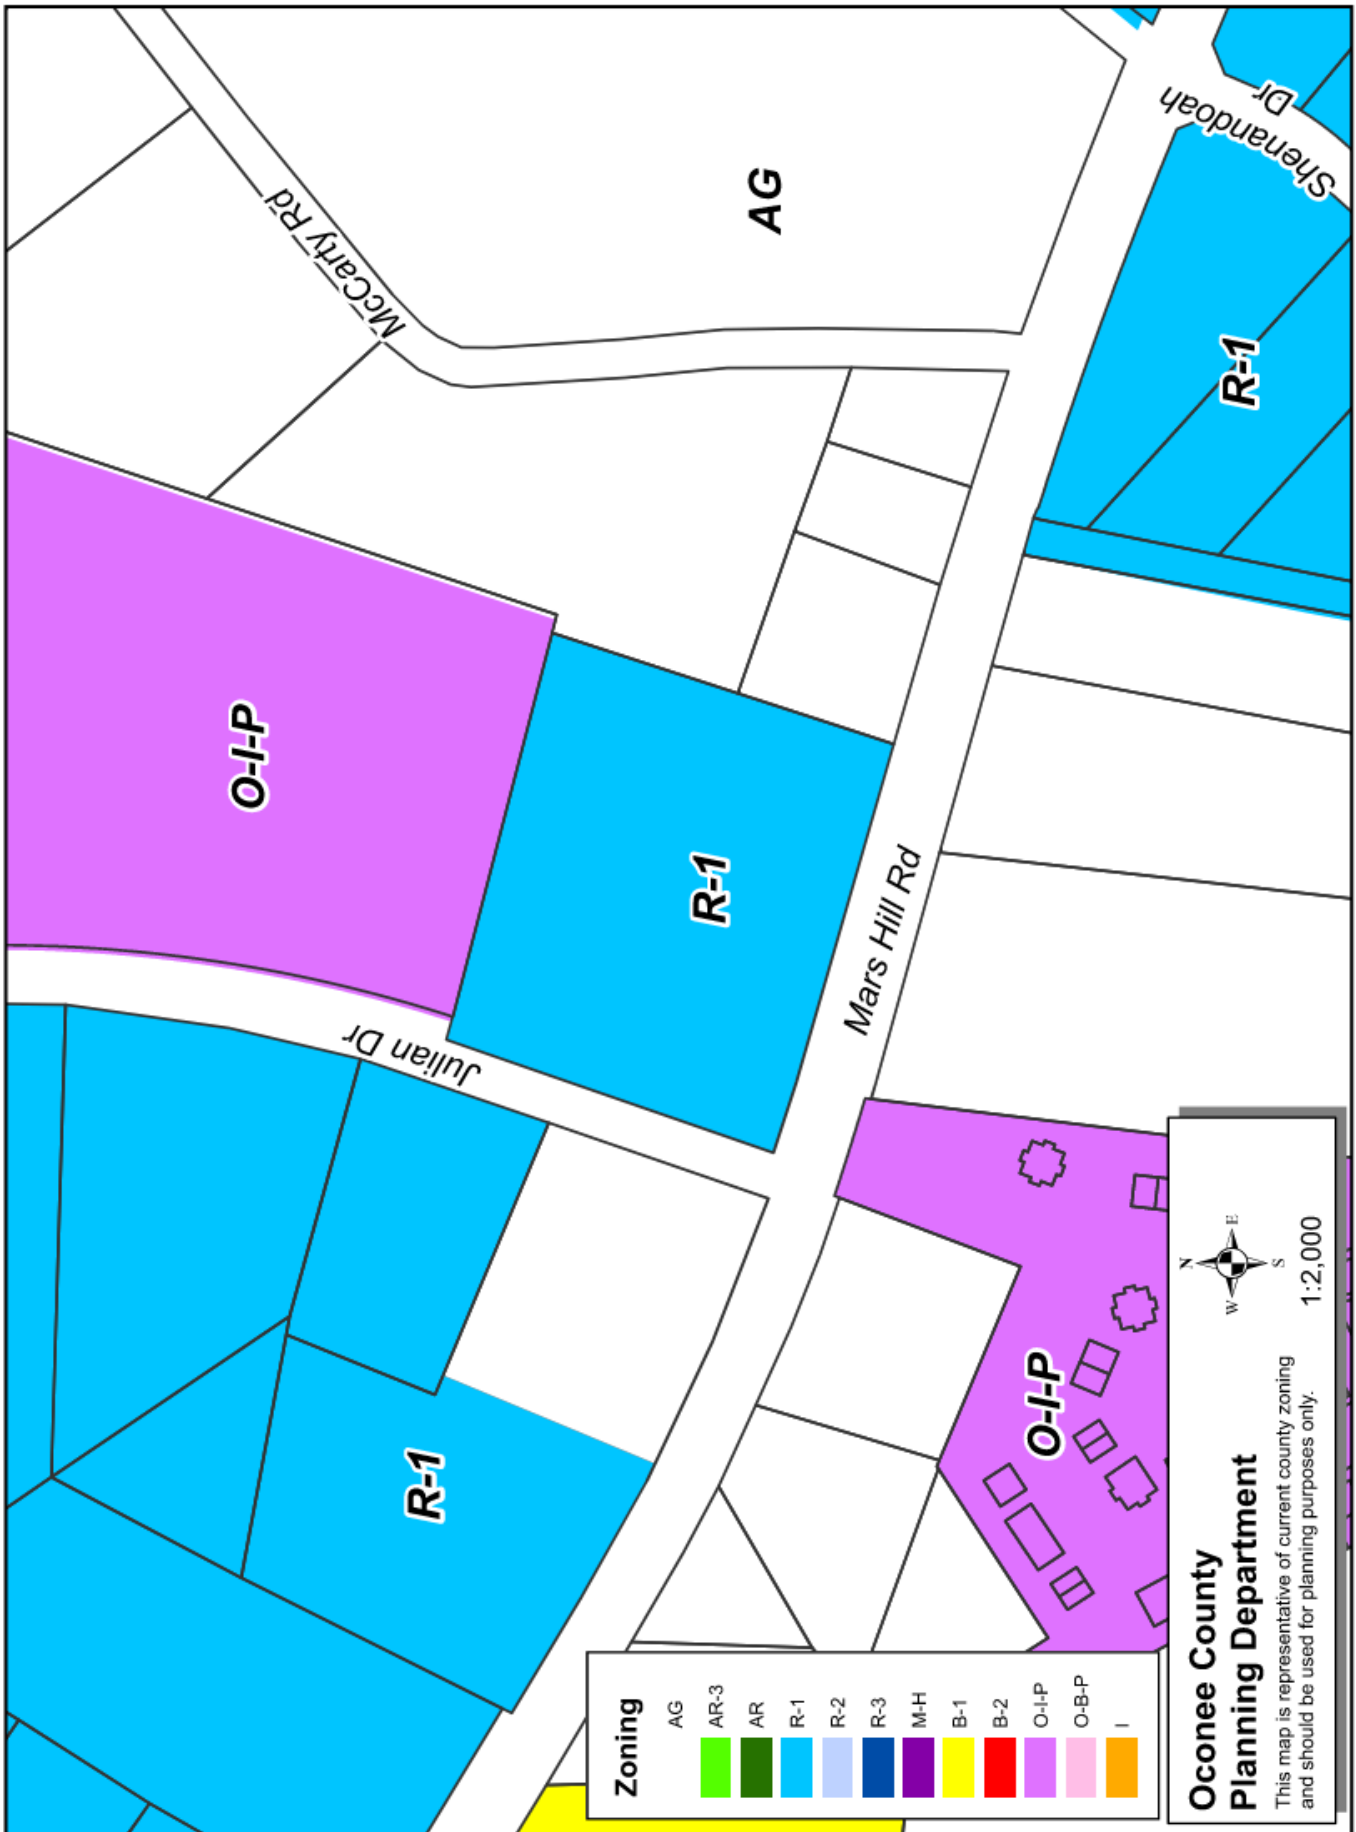 McCarty Rd
AG
Shenandoah
Dr
R-1
O-I-P
R-1
Mars Hill Rd
Julian Dr
R-1
O-I-P
Zoning
AG
AR-3
AR
R-1
R-2
R-3
M-H
B-1
B-2
O-I-P
O-B-P
I
Oconee County
Planning Department
This map is representative of current county zoning
and should be used for planning purposes only.
N
W
E
S
1:2,000